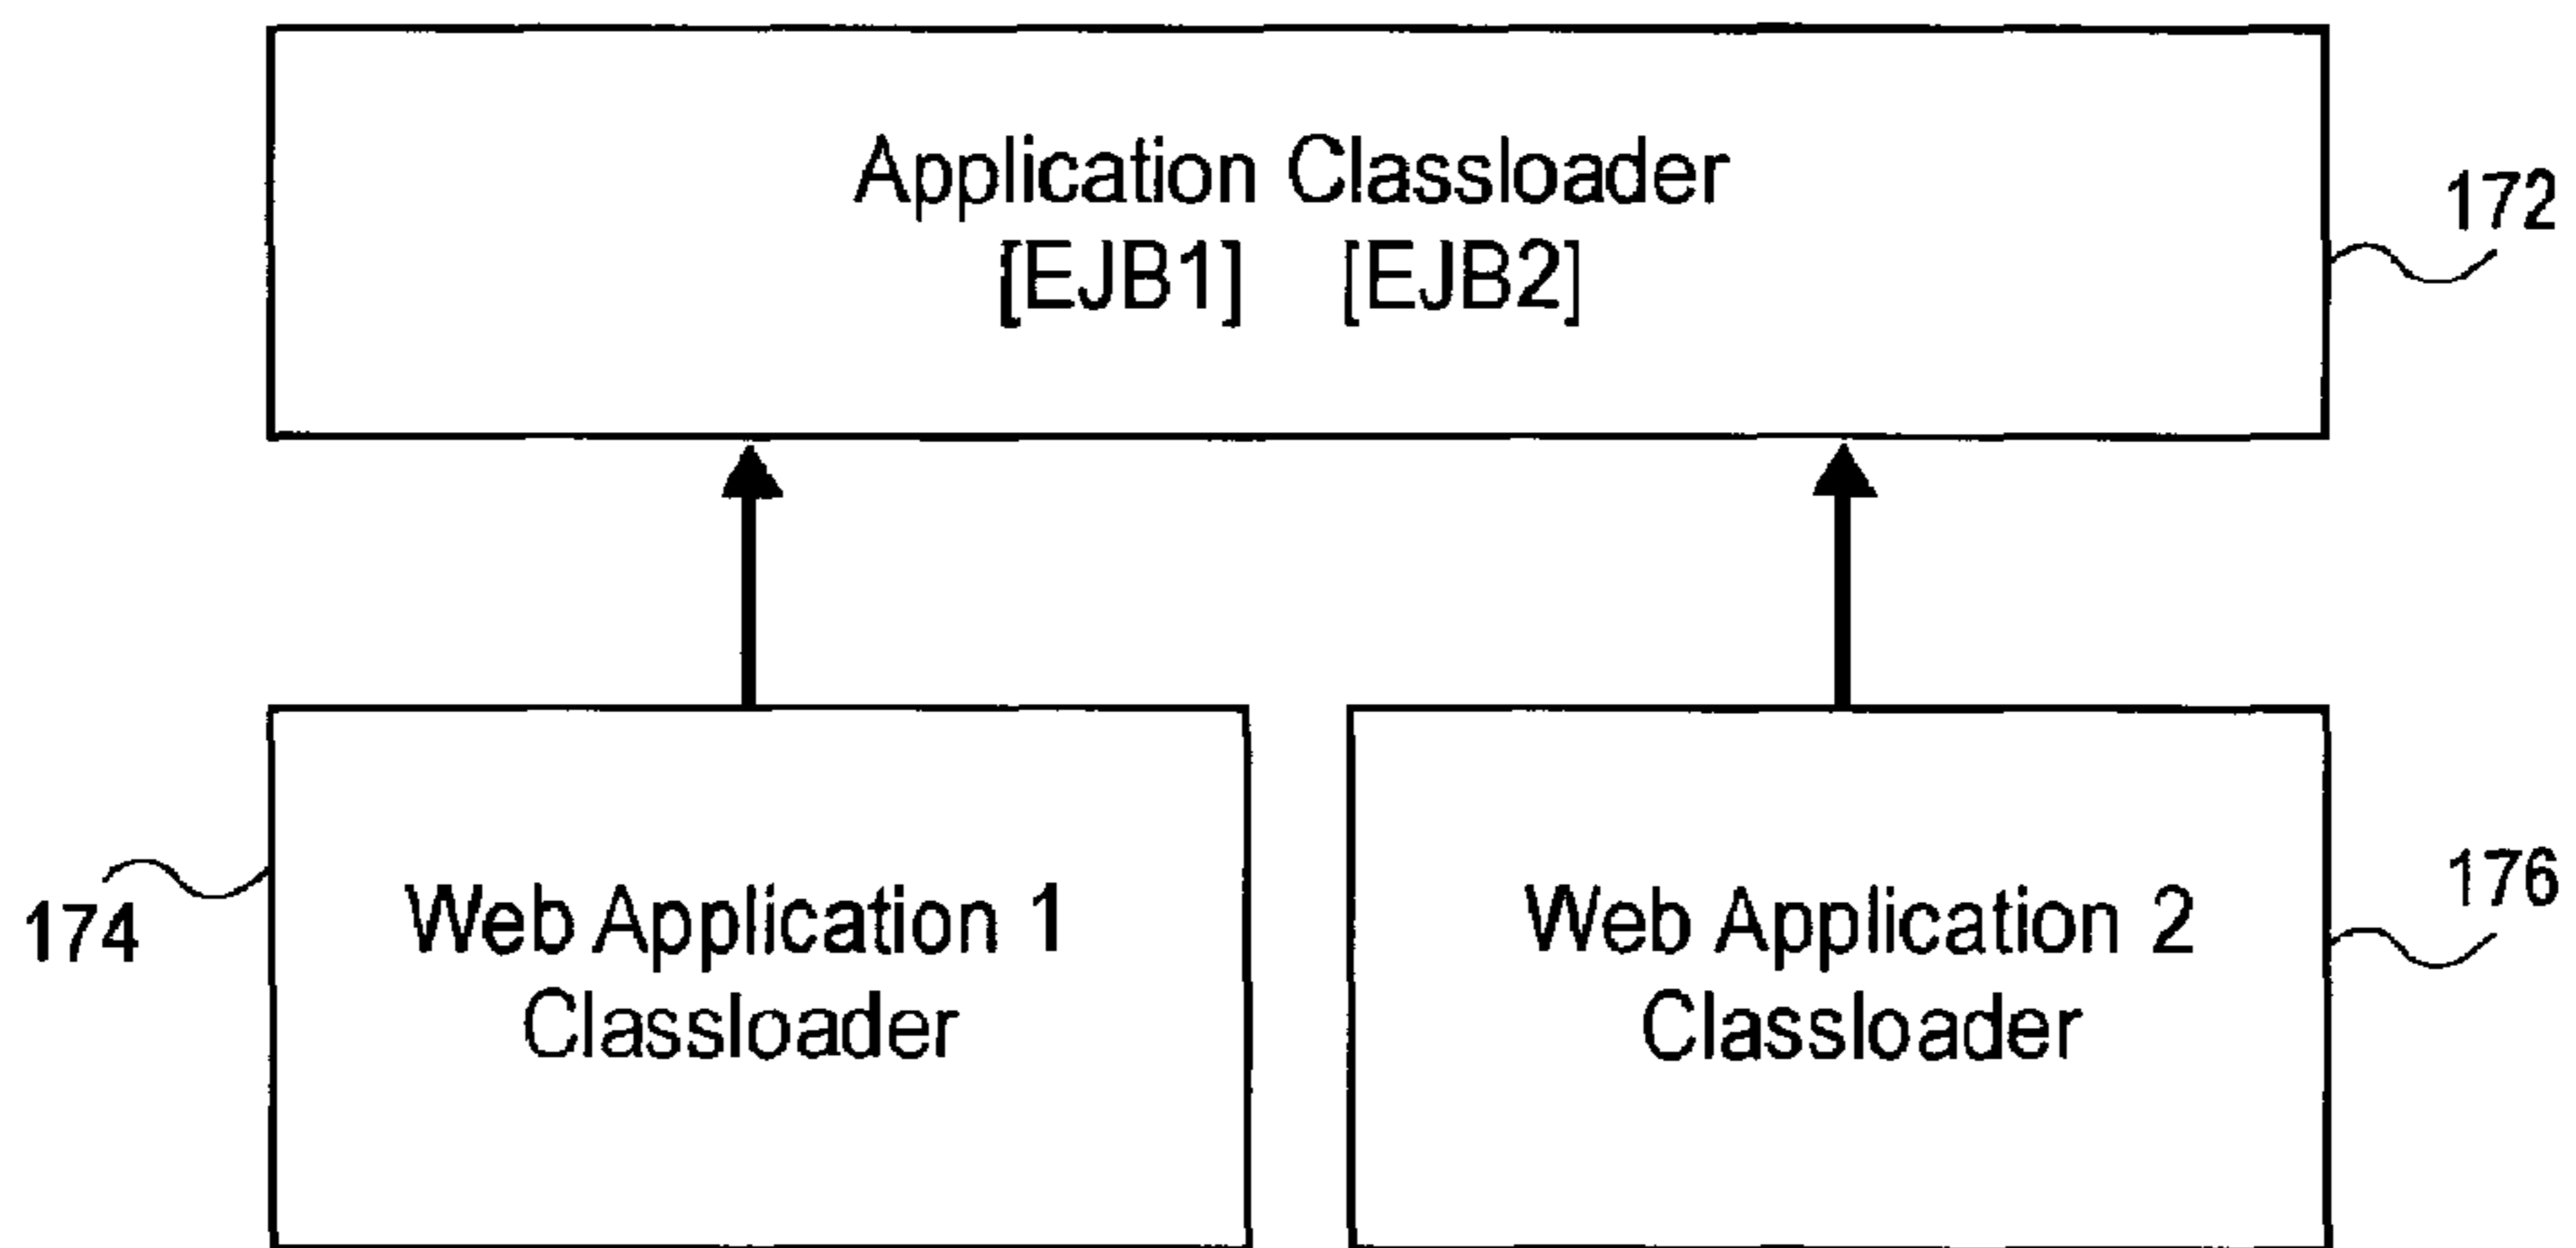 Application Classloader
[EJB1] [EJB2]
172
174
Web Application 1
Classloader
Web Application 2
Classloader
176